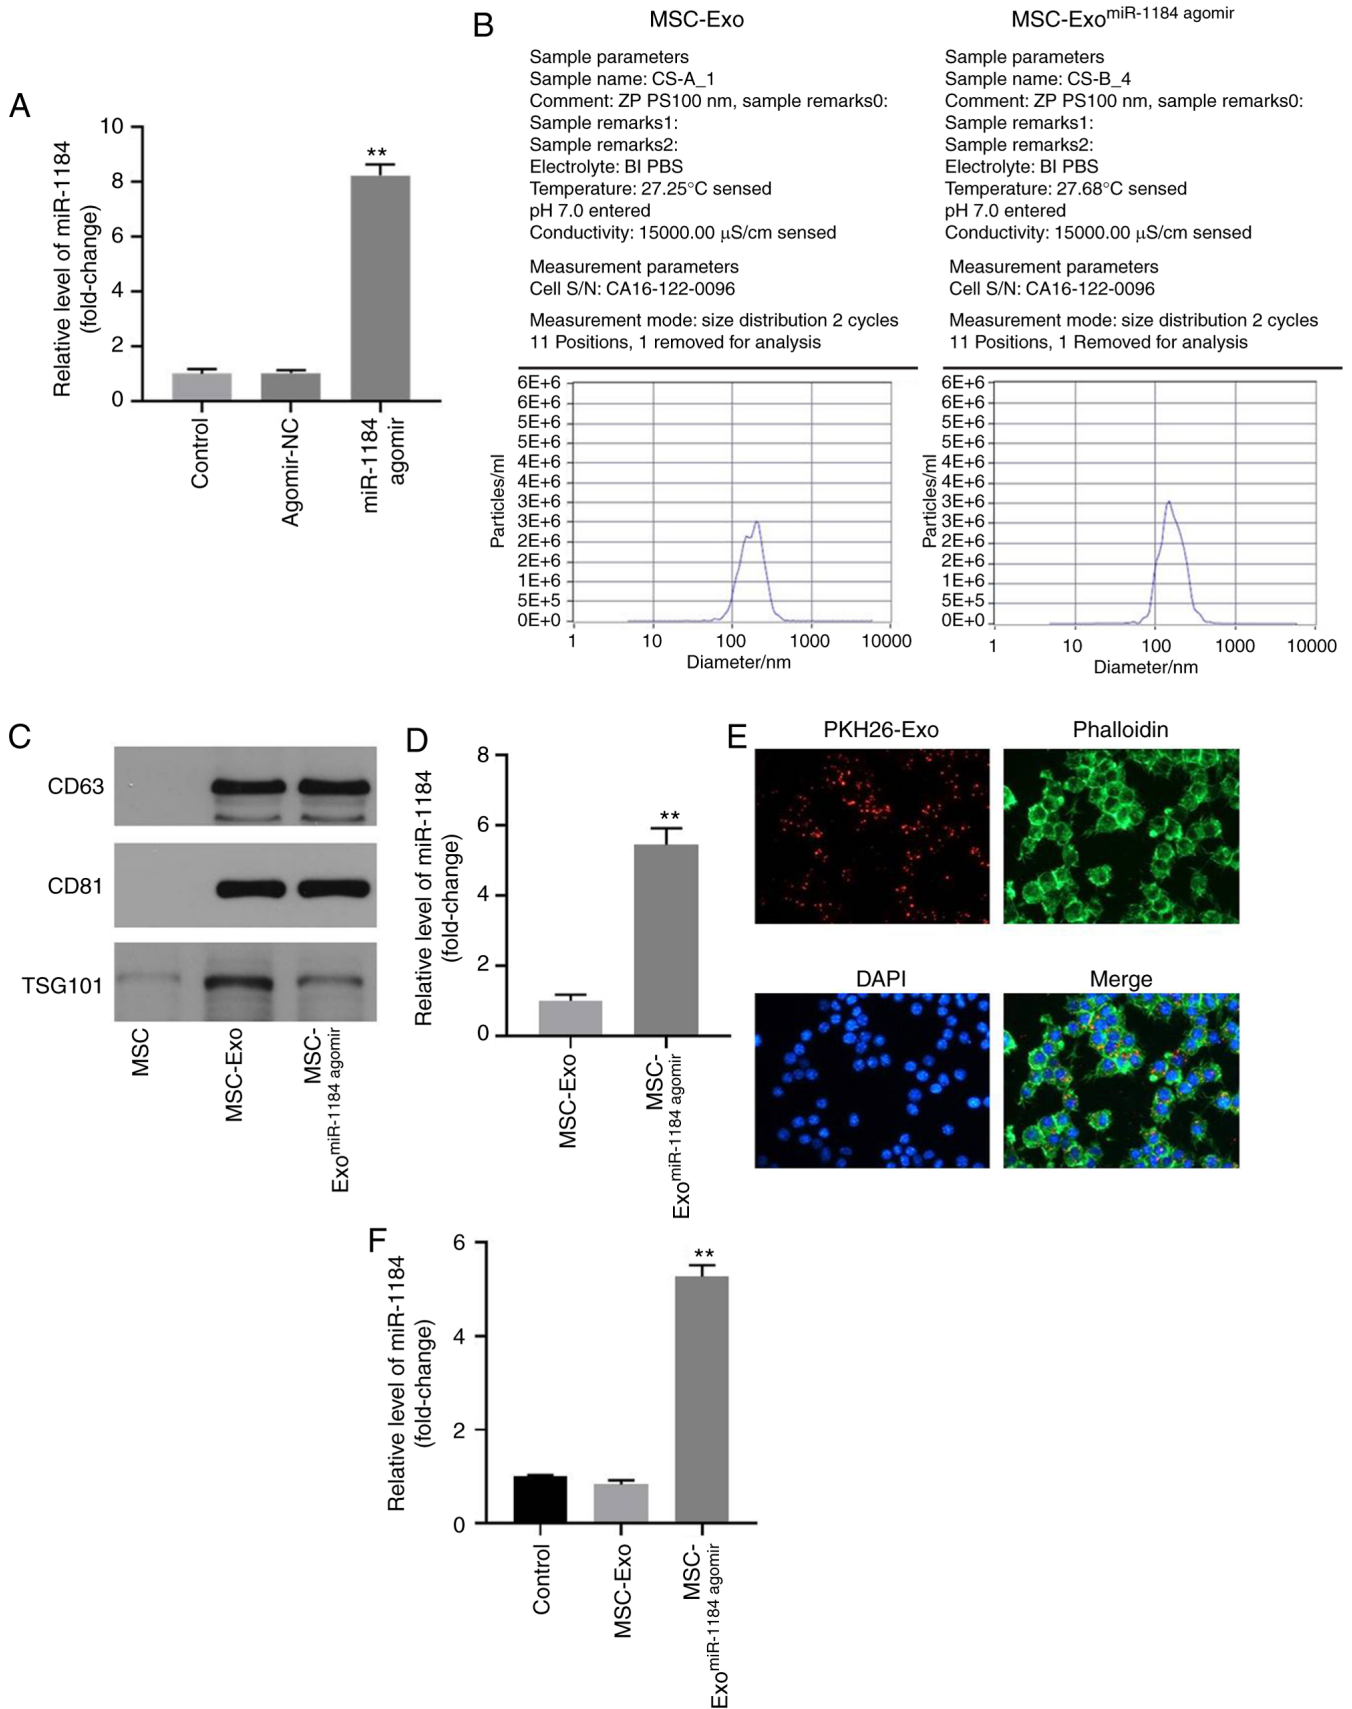 A
Relative level of miR-1184
(fold-change)
10
8
6
4
2
0
**
Control
Agomir-NC
miR-1184
agomir
B
MSC-Exo
Sample parameters
Sample name: CS-A_1
Comment: ZP PS100 nm, sample remarks0:
Sample remarks1:
Sample remarks2:
Electrolyte: BI PBS
Temperature: 27.25°C sensed
pH 7.0 entered
Conductivity: 15000.00 µS/cm sensed
Measurement parameters
Cell S/N: CA16-122-0096
Measurement mode: size distribution 2 cycles
11 Positions, 1 removed for analysis
Particles/ml
6E+6
6E+6
5E+6
5E+6
4E+6
4E+6
3E+6
3E+6
2E+6
2E+6
1E+6
5E+5
0E+0
1 10 100 1000 10000
Diameter/nm
MSC-Exo miR-1184 agomir
Sample parameters
Sample name: CS-B_4
Comment: ZP PS100 nm, sample remarks0:
Sample remarks1:
Sample remarks2:
Electrolyte: BI PBS
Temperature: 27.68°C sensed
pH 7.0 entered
Conductivity: 15000.00 µS/cm sensed
Measurement parameters
Cell S/N: CA16-122-0096
Measurement mode: size distribution 2 cycles
11 Positions, 1 Removed for analysis
Particles/ml
6E+6
6E+6
5E+6
5E+6
4E+6
4E+6
3E+6
3E+6
2E+6
2E+6
1E+6
5E+5
0E+0
1 10 100 1000 10000
Diameter/nm
C
CD63
CD81
TSG101
MSC
MSC-Exo
MSC-
Exo miR-1184 agomir
D
Relative level of miR-1184
(fold-change)
8
6
4
2
0
**
MSC-Exo
MSC-
Exo miR-1184 agomir
E
PKH26-Exo
Phalloidin
DAPI
Merge
F
Relative level of miR-1184
(fold-change)
6
4
2
0
**
Control
MSC-Exo
MSC-
Exo miR-1184 agomir